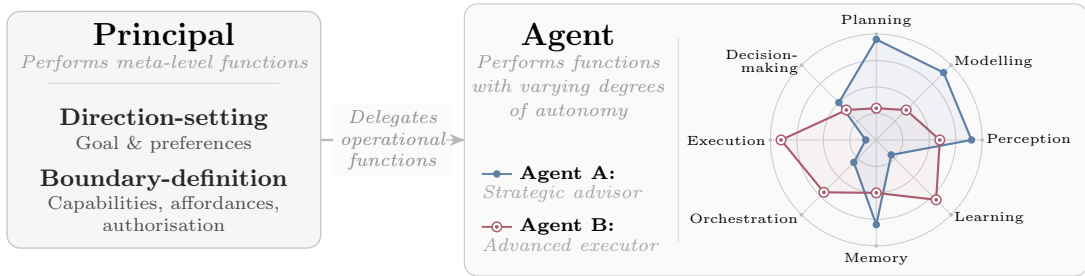 Principal
Performs meta-level functions
Direction-setting
Goal & preferences
Boundary-definition
Capabilities, affordances,
authorisation
Delegates
operational
functions
Agent
Performs functions
with varying degrees
of autonomy
Agent A:
Strategic advisor
Agent B:
Advanced executor
Planning
Decision-
making
Modelling
Execution
Perception
Orchestration
Learning
Memory